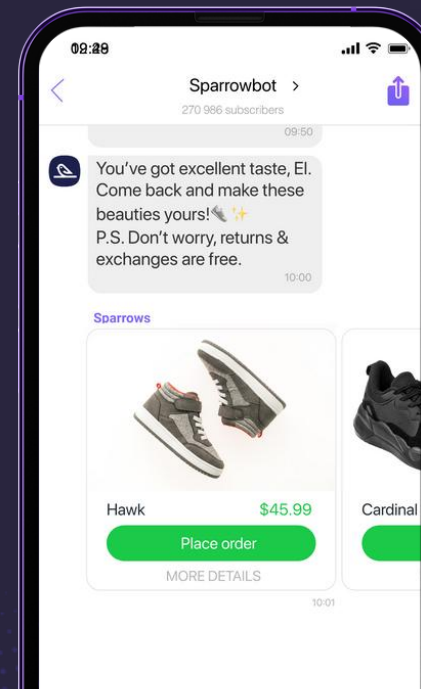 Sparrowbot >
270 986 subscribers
09:50
You've got excellent taste, El.
Come back and make these
beauties yours!👟✨
P.S. Don't worry, returns &
exchanges are free.
10:00
Sparrows
Hawk $45.99
Cardinal
Place order
MORE DETAILS
10:01